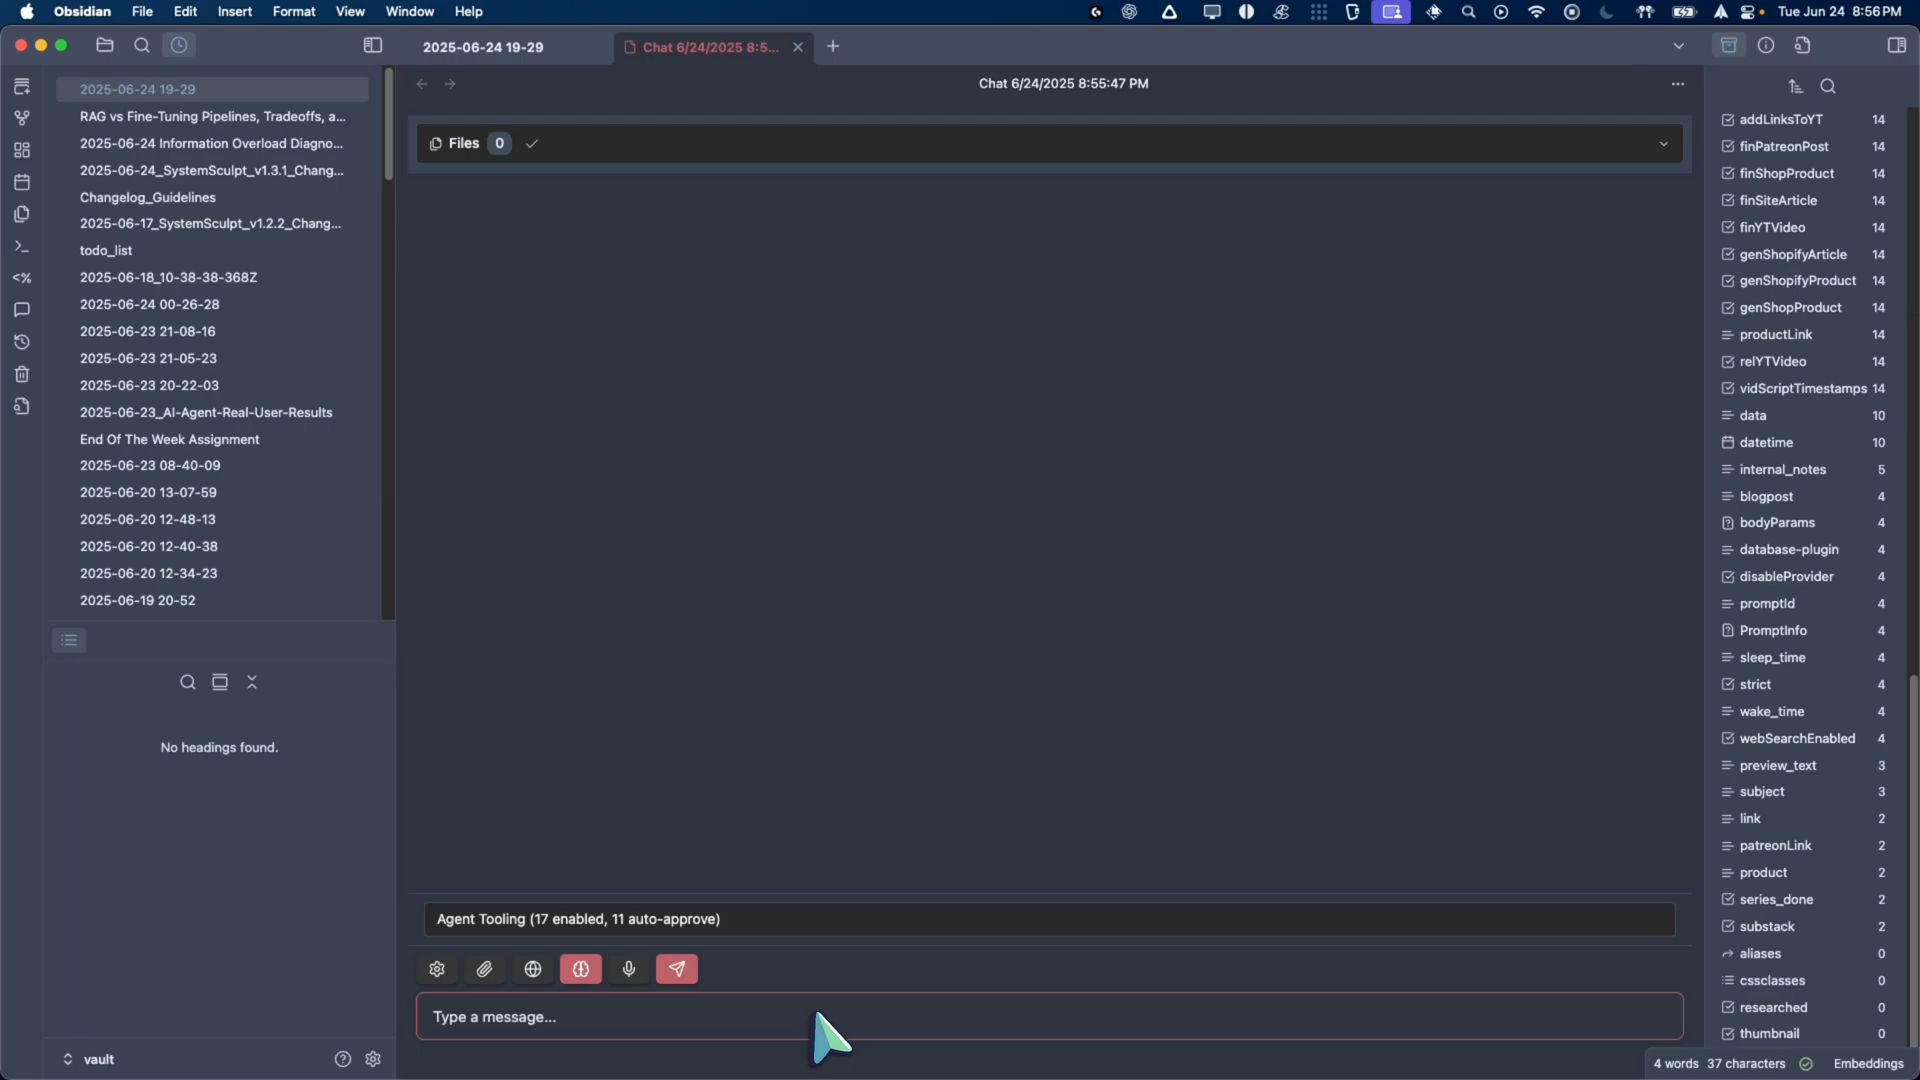 Obsidian File Edit Insert Format View Window Help Tue Jun 24 8:56 PM
2025-06-24 19-29
Chat 6/24/2025 8:5...
Chat 6/24/2025 8:55:47 PM
Files 0
2025-06-24 19-29
RAG vs Fine-Tuning Pipelines, Tradeoffs, a...
2025-06-24 Information Overload Diagno...
2025-06-24_SystemSculpt_v1.3.1_Chang...
Changelog_Guidelines
2025-06-17_SystemSculpt_v1.2.2_Chang...
todo_list
2025-06-18_10-38-38-368Z
2025-06-24 00-26-28
2025-06-23 21-08-16
2025-06-23 21-05-23
2025-06-23 20-22-03
2025-06-23_AI-Agent-Real-User-Results
End Of The Week Assignment
2025-06-23 08-40-09
2025-06-20 13-07-59
2025-06-20 12-48-13
2025-06-20 12-40-38
2025-06-20 12-34-23
2025-06-19 20-52
No headings found.
vault
Agent Tooling (17 enabled, 11 auto-approve)
Type a message...
addLinksToYT 14
finPatreonPost 14
finShopProduct 14
finSiteArticle 14
finYTVideo 14
genShopifyArticle 14
genShopifyProduct 14
genShopProduct 14
productLink 14
relYTVideo 14
vidScriptTimestamps 14
data 10
datetime 10
internal_notes 5
blogpost 4
bodyParams 4
database-plugin 4
disableProvider 4
promptId 4
PromptInfo 4
sleep_time 4
strict 4
wake_time 4
webSearchEnabled 4
preview_text 3
subject 3
link 2
patreonLink 2
product 2
series_done 2
substack 2
aliases 0
cssclasses 0
researched 0
thumbnail 0
4 words 37 characters Embeddings